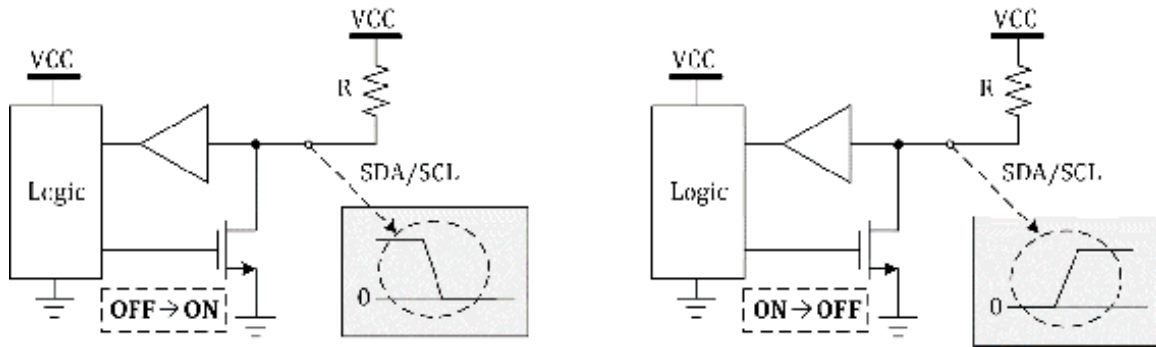 VCC
VCC
R
SDA/SCL
Logic
0
OFF→ON
VCC
VCC
R
SDA/SCL
Logic
0
ON→OFF